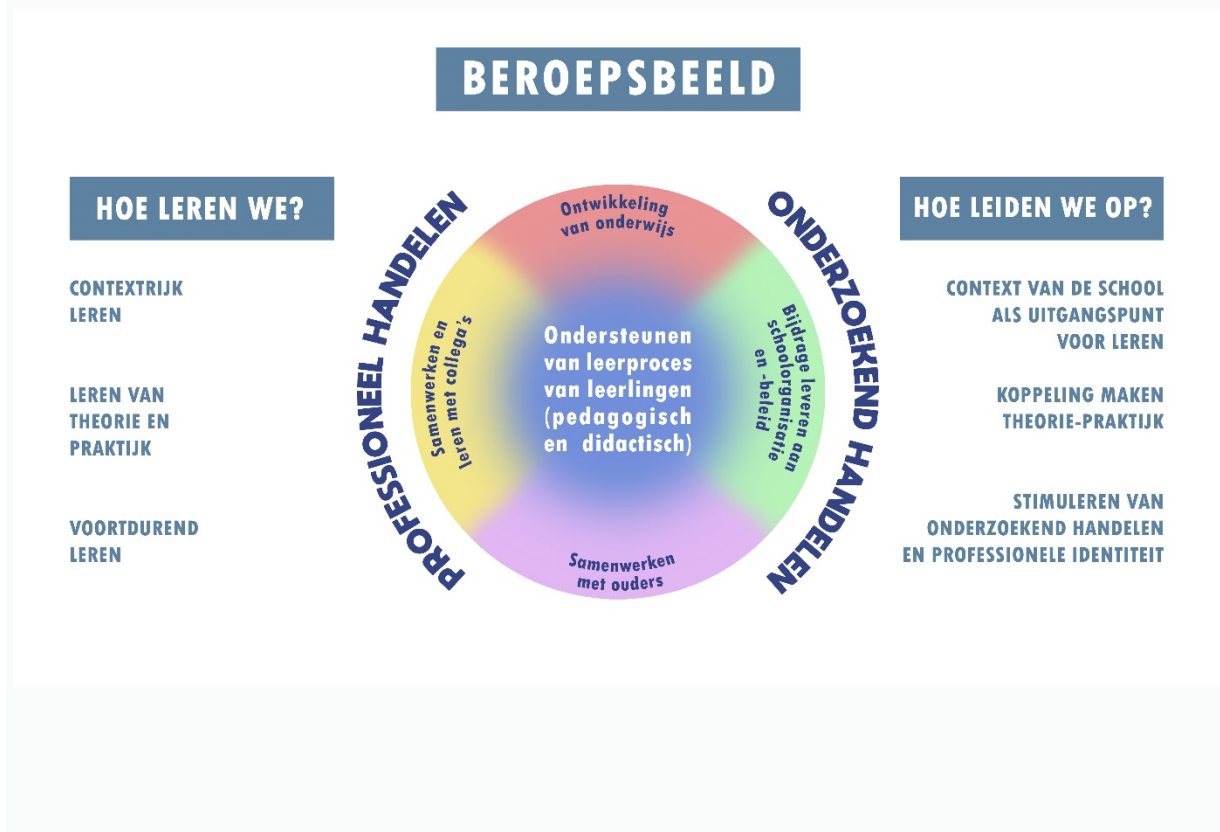 BEROEPSBEELD
HOE LEREN WE?
CONTEXTRIJK
LEREN
LEREN VAN
THEORIE EN
PRAKTIJK
VOORTDUREND
LEREN
PROFESSIONEEL HANDELEN
Ontwikkeling
van onderwijs
Samenwerken en
leren met collega's
Ondersteunen
van leerproces
van leerlingen
(pedagogisch
en didactisch)
Bijdrage leveren aan
schoolorganisatie
en -beleid
Samenwerken
met ouders
ONDERZOEKEND HANDELEN
HOE LEIDEN WE OP?
CONTEXT VAN DE SCHOOL
ALS UITGANGSPUNT
VOOR LEREN
KOPPELING MAKEN
THEORIE-PRAKTIJK
STIMULEREN VAN
ONDERZOEKEND HANDELEN
EN PROFESSIONELE IDENTITEIT